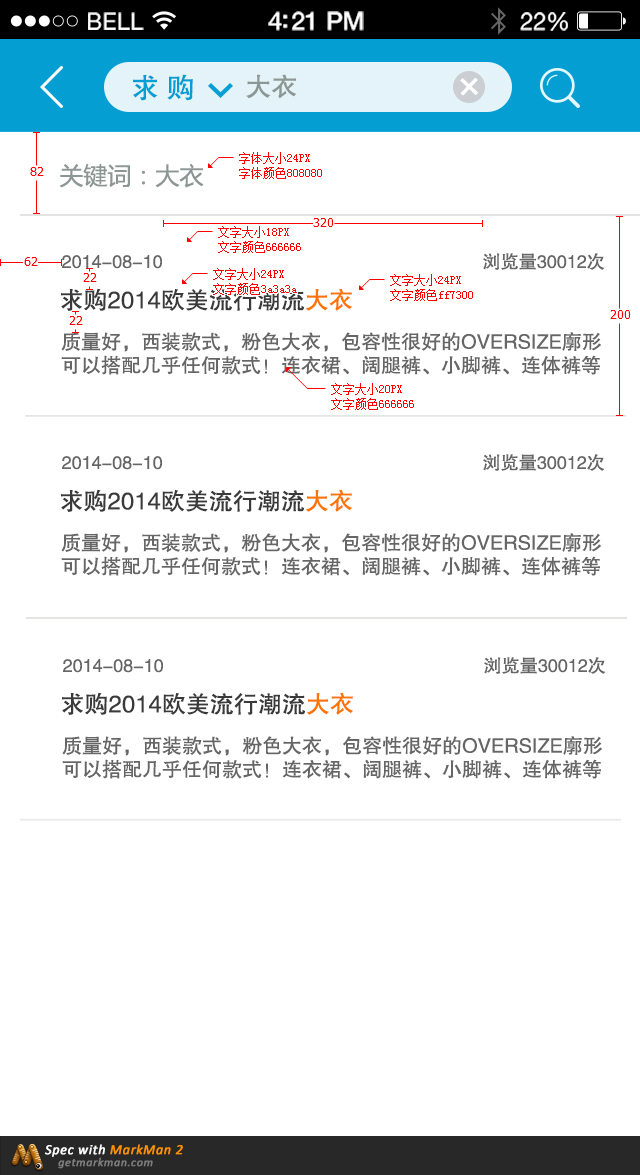 BELL 4:21 PM 22%
求 购 大衣
82 关键词：大衣
字体大小24PX
字体颜色808080
320
文字大小18PX
文字颜色666666
62 2014-08-10 浏览量30012次
22
文字大小24PX
文字颜色3a3a3a
文字大小24PX
文字颜色ff7300
求购2014欧美流行潮流大衣
200
22
质量好，西装款式，粉色大衣，包容性很好的OVERSIZE廓形
可以搭配几乎任何款式！连衣裙、阔腿裤、小脚裤、连体裤等
文字大小20PX
文字颜色666666
2014-08-10 浏览量30012次
求购2014欧美流行潮流大衣
质量好，西装款式，粉色大衣，包容性很好的OVERSIZE廓形
可以搭配几乎任何款式！连衣裙、阔腿裤、小脚裤、连体裤等
2014-08-10 浏览量30012次
求购2014欧美流行潮流大衣
质量好，西装款式，粉色大衣，包容性很好的OVERSIZE廓形
可以搭配几乎任何款式！连衣裙、阔腿裤、小脚裤、连体裤等
Spec with MarkMan 2
getmarkman.com